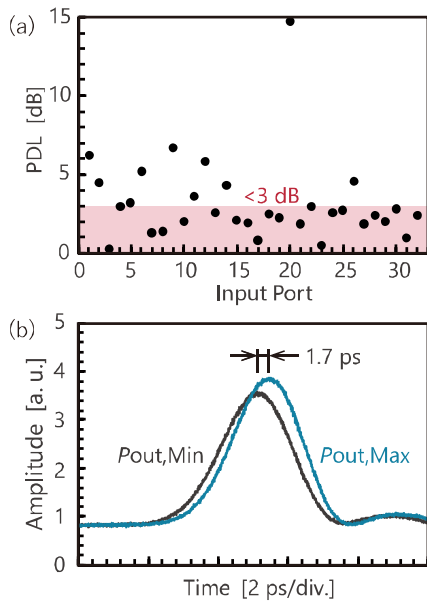 (a)
15
10
5
0
PDL [dB]
<3 dB
0 5 10 15 20 25 30
Input Port
(b)
5
4
3
2
1
0
Amplitude [a. u.]
1.7 ps
Pout,Min
Pout,Max
Time [2 ps/div.]